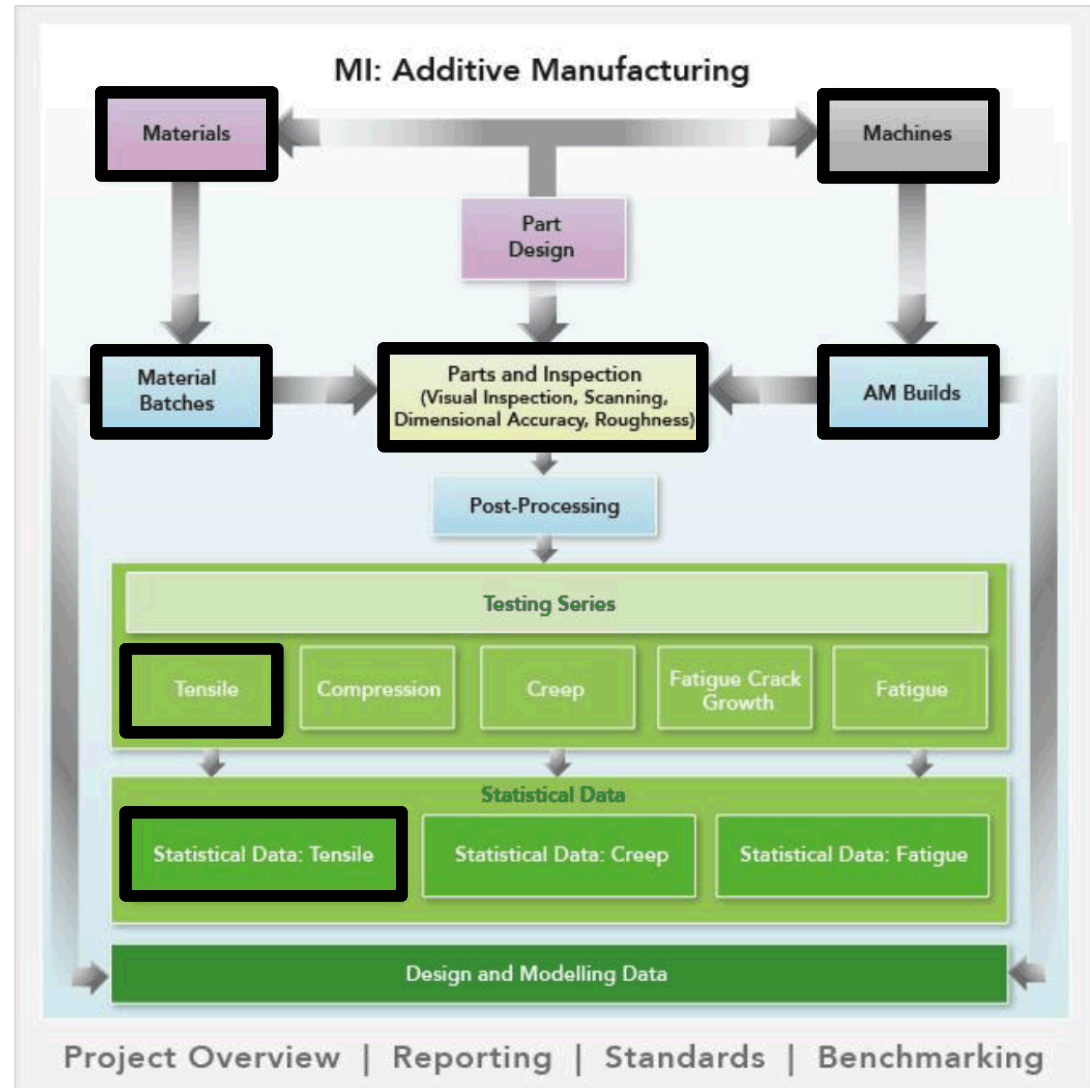 MI: Additive Manufacturing
Materials
Machines
Part
Design
Material
Batches
Parts and Inspection
(Visual Inspection, Scanning,
Dimensional Accuracy, Roughness)
AM Builds
Post-Processing
Testing Series
Tensile
Compression
Creep
Fatigue Crack
Growth
Fatigue
Statistical Data
Statistical Data: Tensile
Statistical Data: Creep
Statistical Data: Fatigue
Design and Modelling Data
Project Overview | Reporting | Standards | Benchmarking